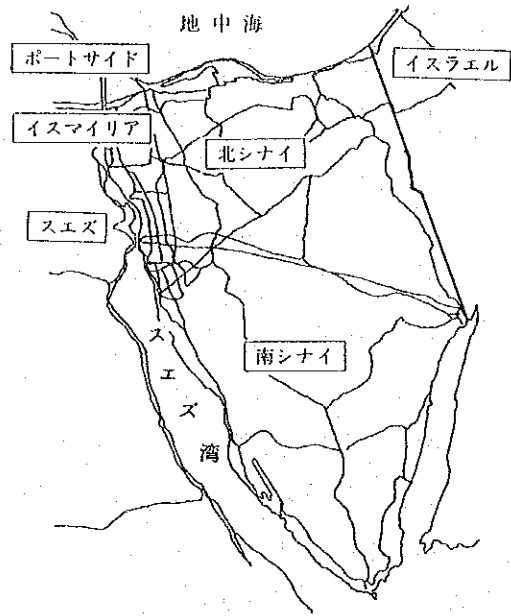 地中海
ポートサイド
イスラエル
イスマイリア
北シナイ
スエズ
南シナイ
スエズ湾